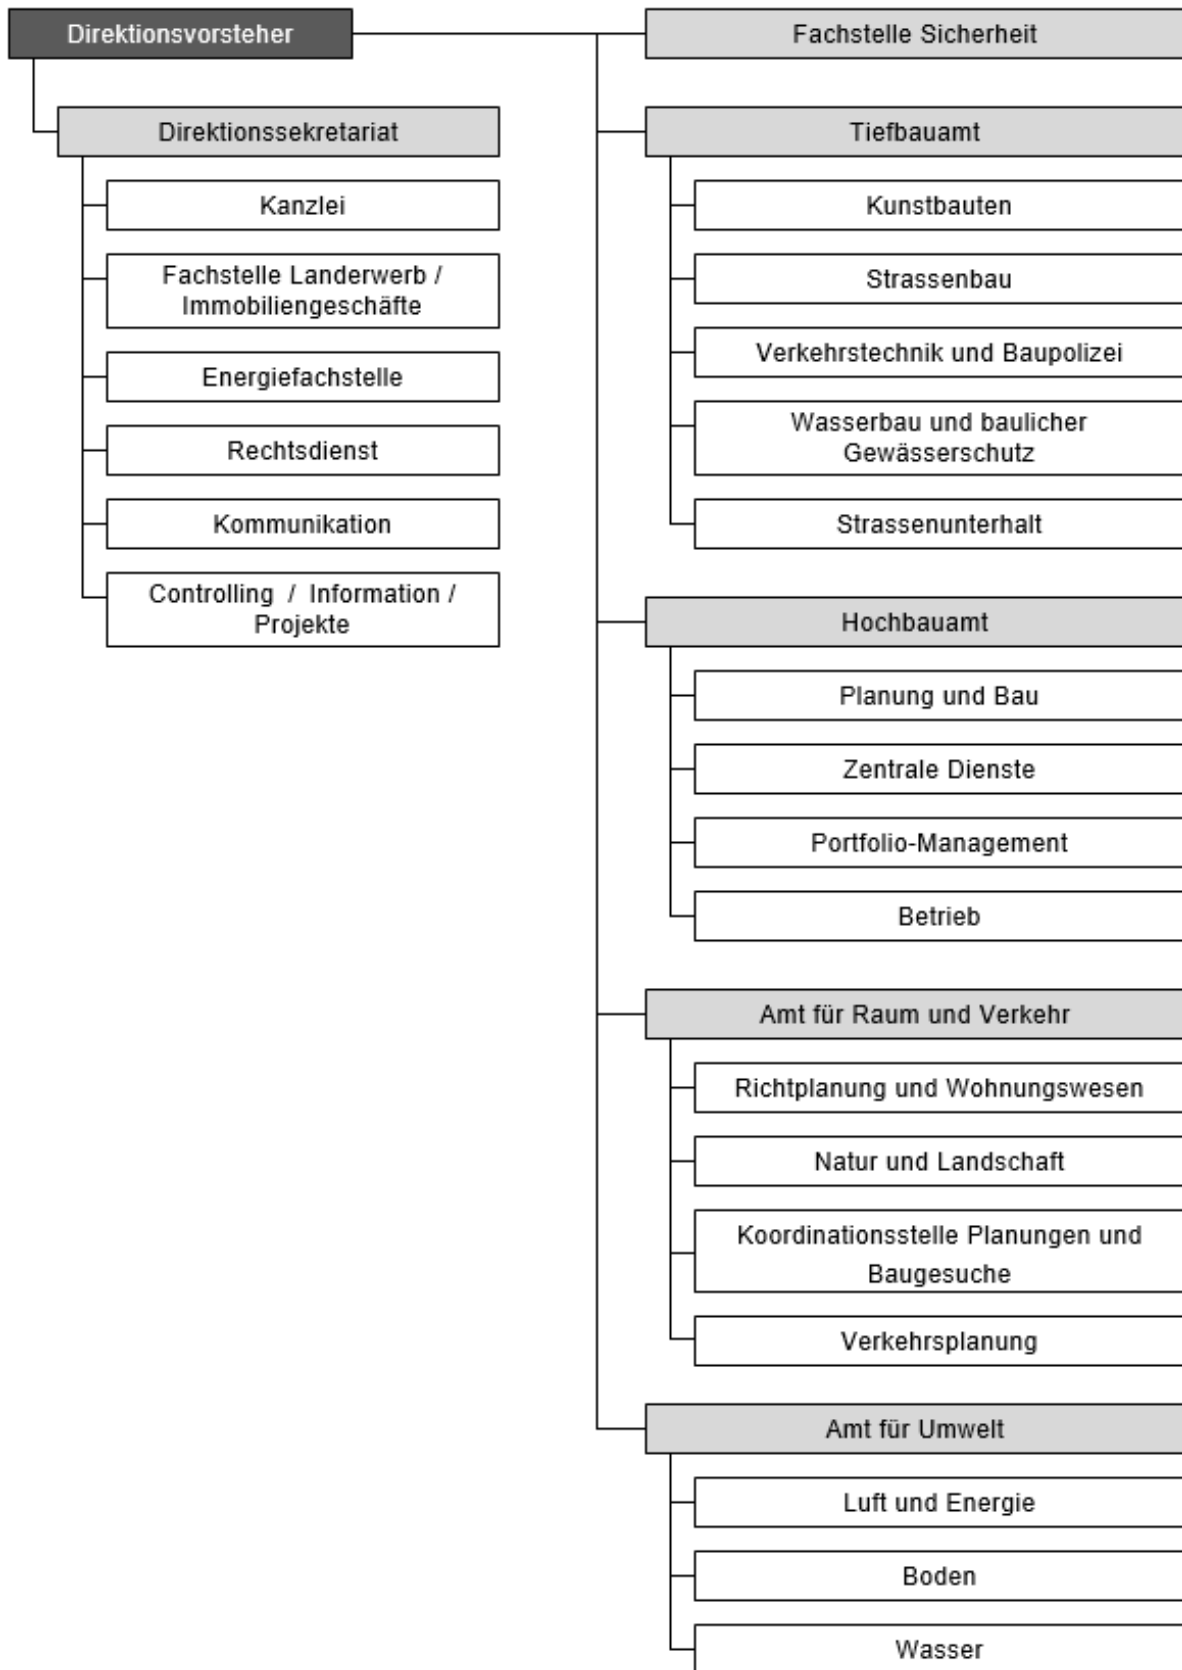 Direktionsvorsteher
Direktionssekretariat
Kanzlei
Fachstelle Landerwerb /
Immobiliengeschäfte
Energiefachstelle
Rechtsdienst
Kommunikation
Controlling / Information /
Projekte
Fachstelle Sicherheit
Tiefbauamt
Kunstbauten
Strassenbau
Verkehrstechnik und Baupolizei
Wasserbau und baulicher
Gewässerschutz
Strassenunterhalt
Hochbauamt
Planung und Bau
Zentrale Dienste
Portfolio-Management
Betrieb
Amt für Raum und Verkehr
Richtplanung und Wohnungswesen
Natur und Landschaft
Koordinationsstelle Planungen und
Baugesuche
Verkehrsplanung
Amt für Umwelt
Luft und Energie
Boden
Wasser